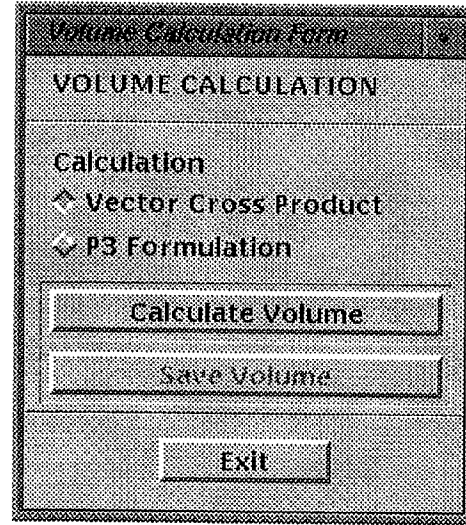 Volume Calculation Form
VOLUME CALCULATION
Calculation
Vector Cross Product
P3 Formulation
Calculate Volume
Save Volume
Exit